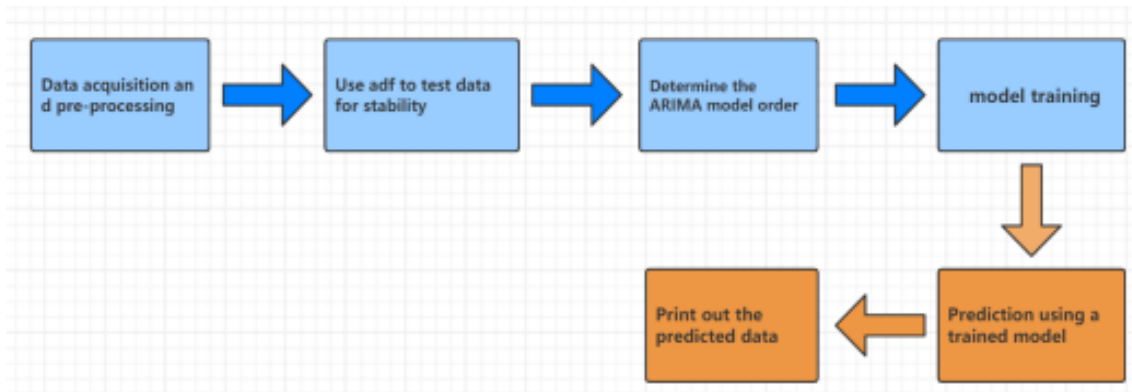 Data acquisition an
d pre-processing
Use adf to test data
for stability
Determine the
ARIMA model order
model training
Prediction using a
trained model
Print out the
predicted data